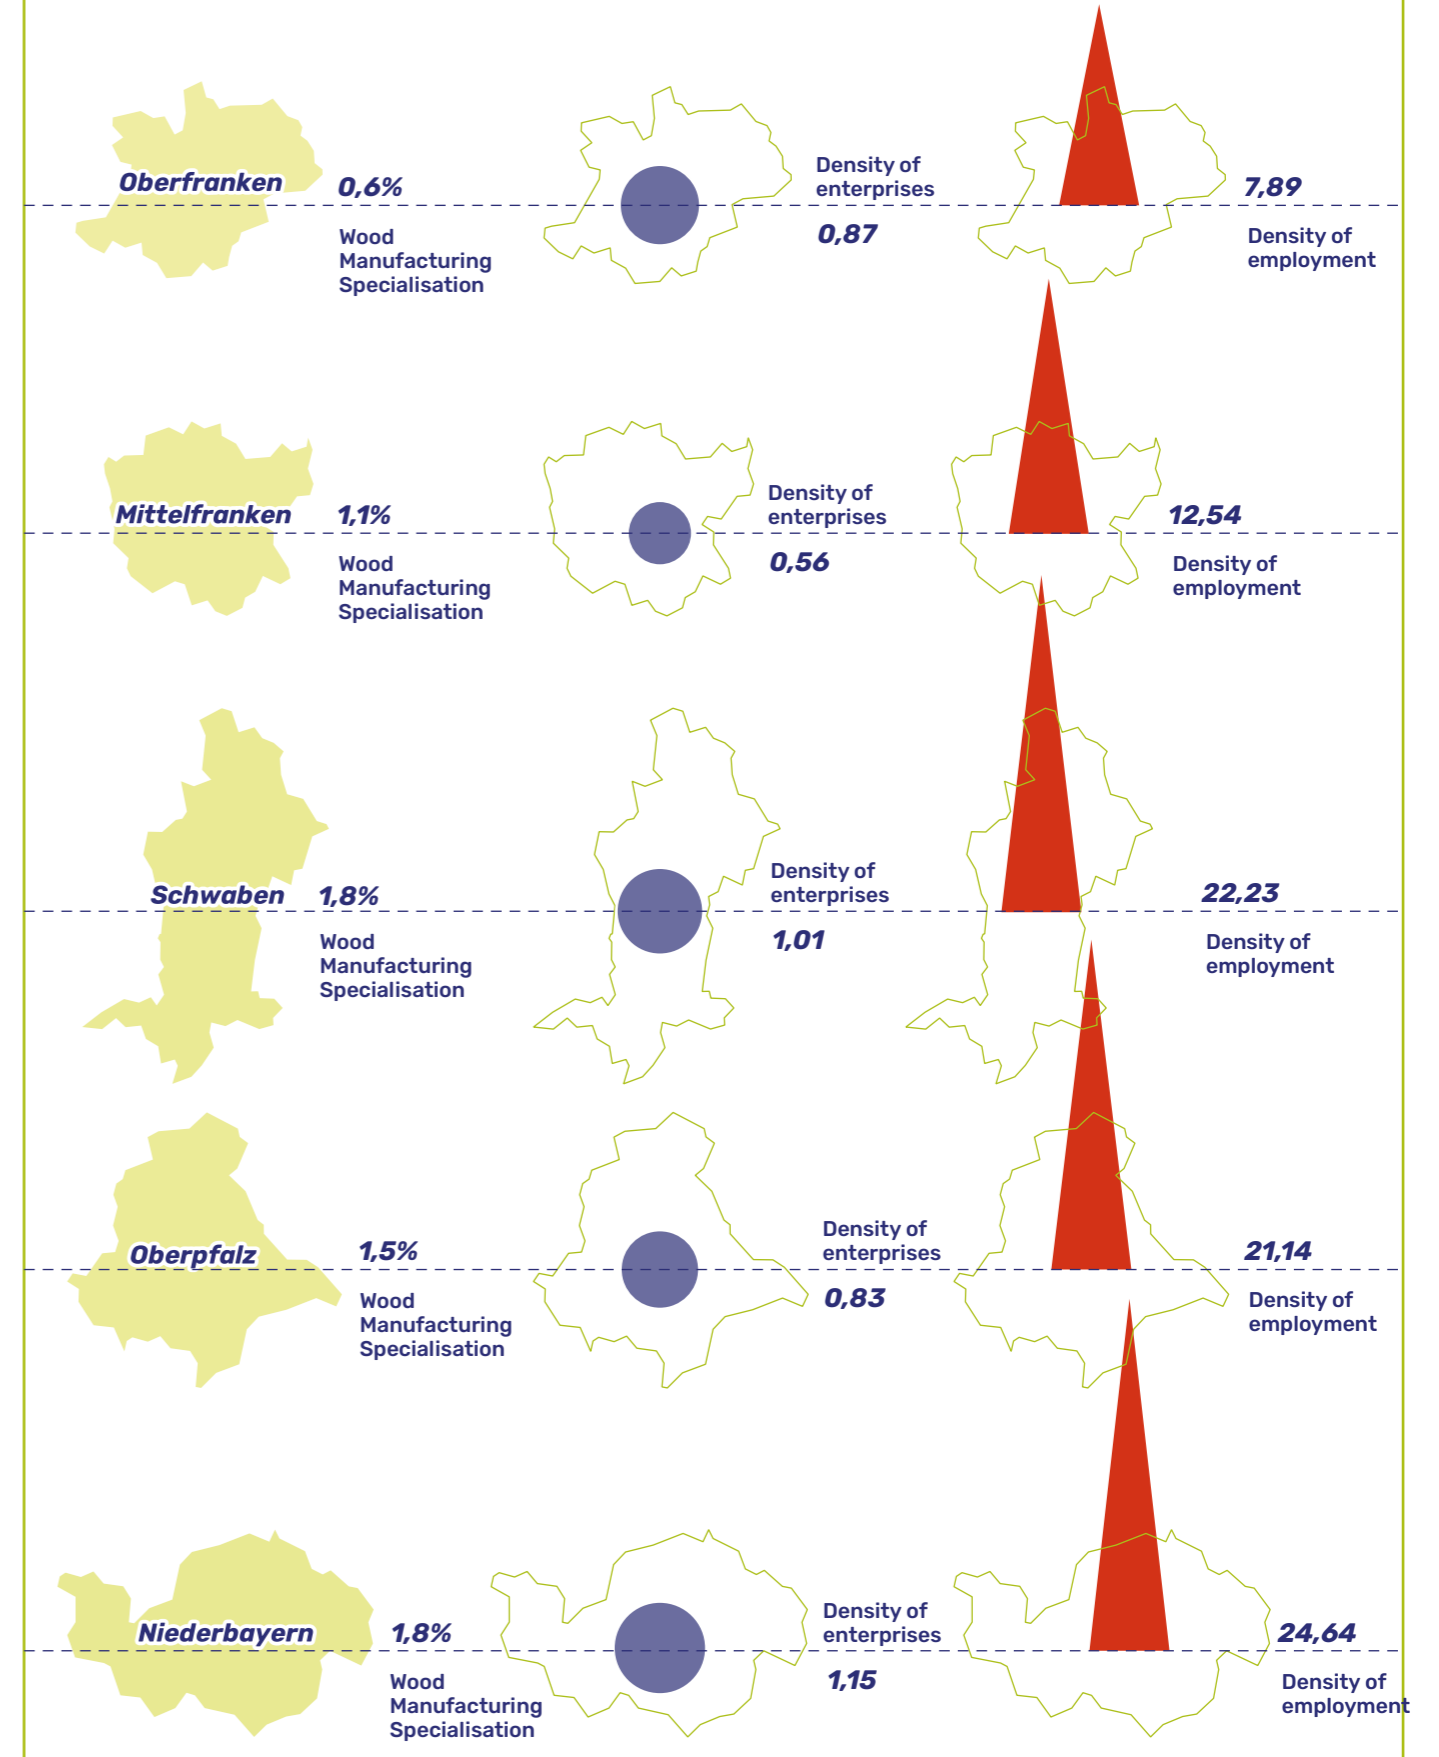 Oberfranken
0,6%
Wood
Manufacturing
Specialisation
Density of
enterprises
0,87
7,89
Density of
employment
Mittelfranken
1,1%
Wood
Manufacturing
Specialisation
Density of
enterprises
0,56
12,54
Density of
employment
Schwaben
1,8%
Wood
Manufacturing
Specialisation
Density of
enterprises
1,01
22,23
Density of
employment
Oberpfalz
1,5%
Wood
Manufacturing
Specialisation
Density of
enterprises
0,83
21,14
Density of
employment
Niederbayern
1,8%
Wood
Manufacturing
Specialisation
Density of
enterprises
1,15
24,64
Density of
employment